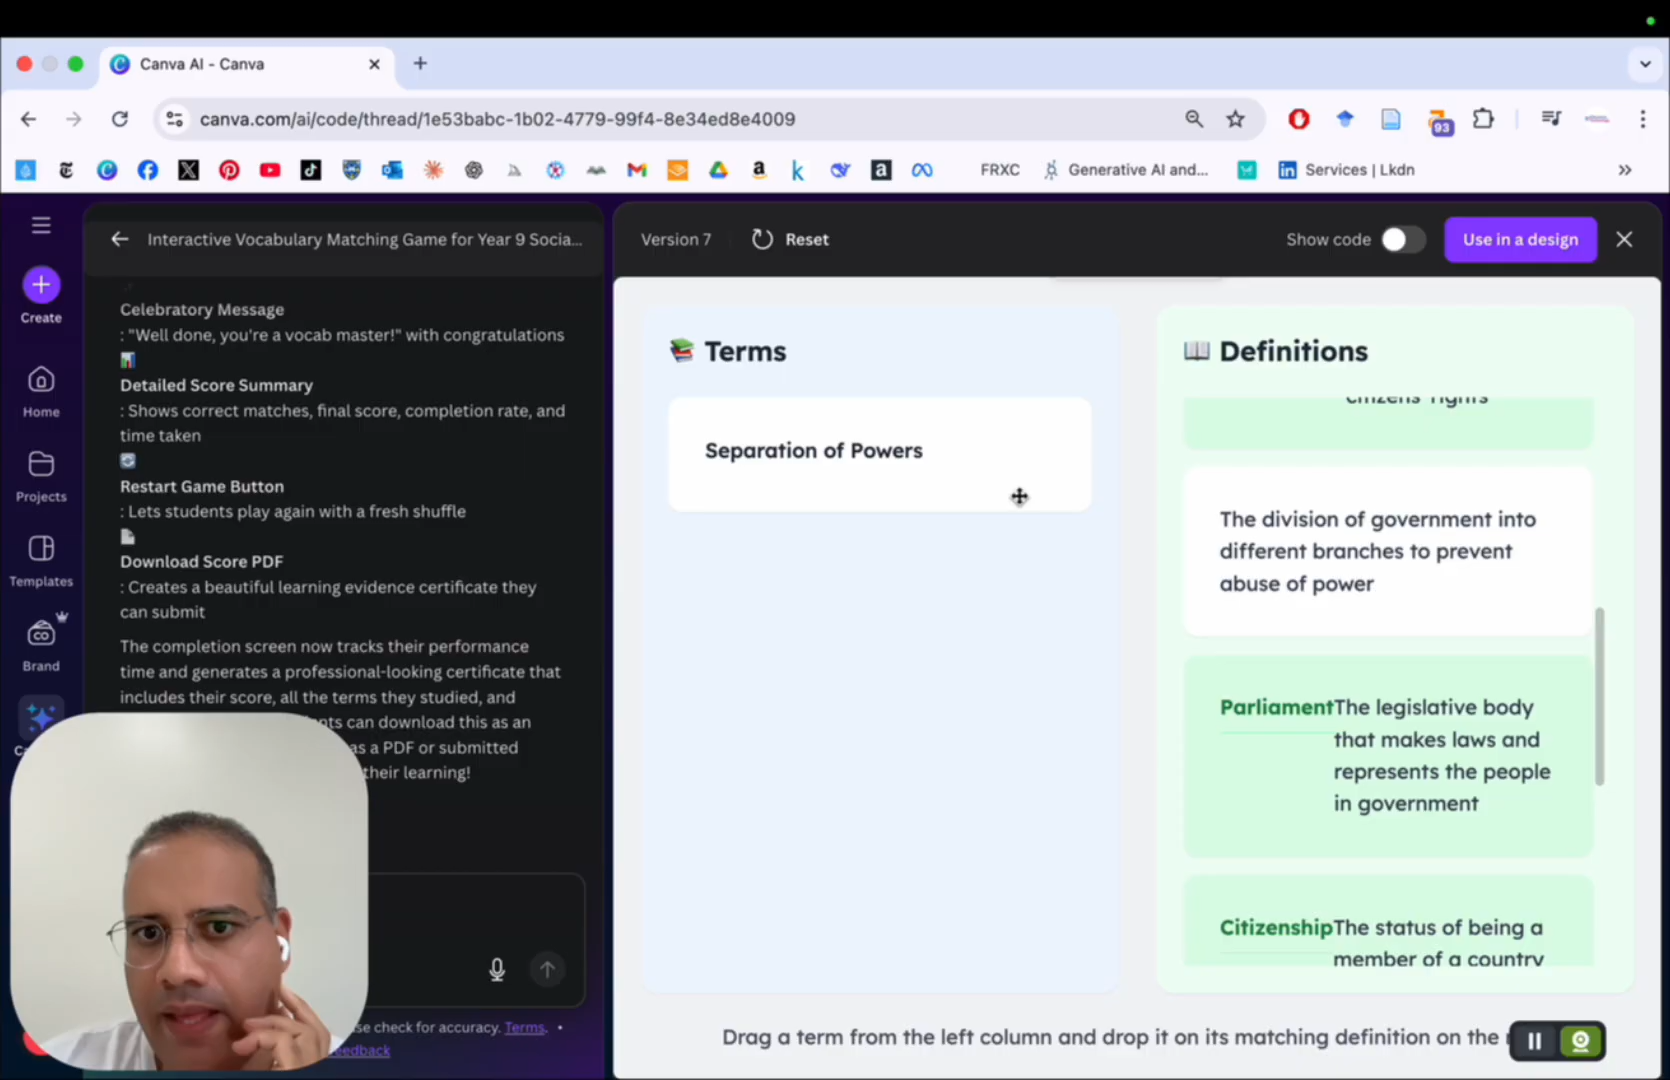 Canva AI - Canva
canva.com/ai/code/thread/1e53babc-1b02-4779-99f4-8e34ed8e4009
93
FRXC
Generative AI and...
Services | Lkdn
Create
Home
Projects
Templates
Brand
Interactive Vocabulary Matching Game for Year 9 Socia...
Celebratory Message
: "Well done, you're a vocab master!" with congratulations
Detailed Score Summary
: Shows correct matches, final score, completion rate, and
time taken
Restart Game Button
: Lets students play again with a fresh shuffle
Download Score PDF
: Creates a beautiful learning evidence certificate they
can submit
The completion screen now tracks their performance
time and generates a professional-looking certificate that
includes their score, all the terms they studied, and
can download this as an
as a PDF or submitted
their learning!
check for accuracy. Terms. •
Version 7
Reset
Show code
Use in a design
Terms
Separation of Powers
Definitions
citizens' rights
The division of government into
different branches to prevent
abuse of power
Parliament The legislative body
that makes laws and
represents the people
in government
Citizenship The status of being a
member of a country
Drag a term from the left column and drop it on its matching definition on the